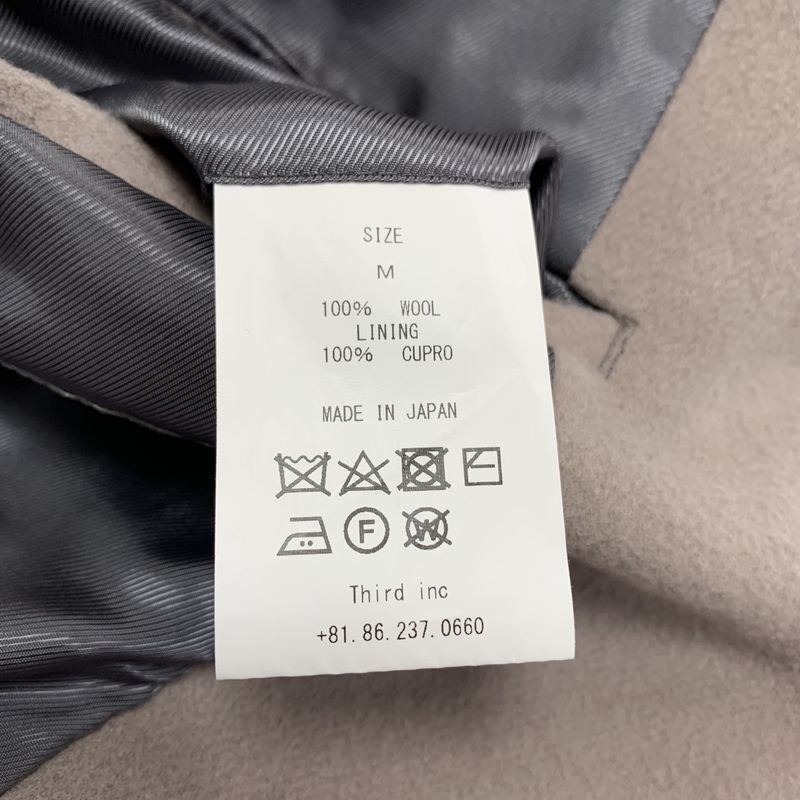 SIZE
M
100% WOOL
LINING
100% CUPRO
MADE IN JAPAN
F
W
Third inc
+81.86.237.0660